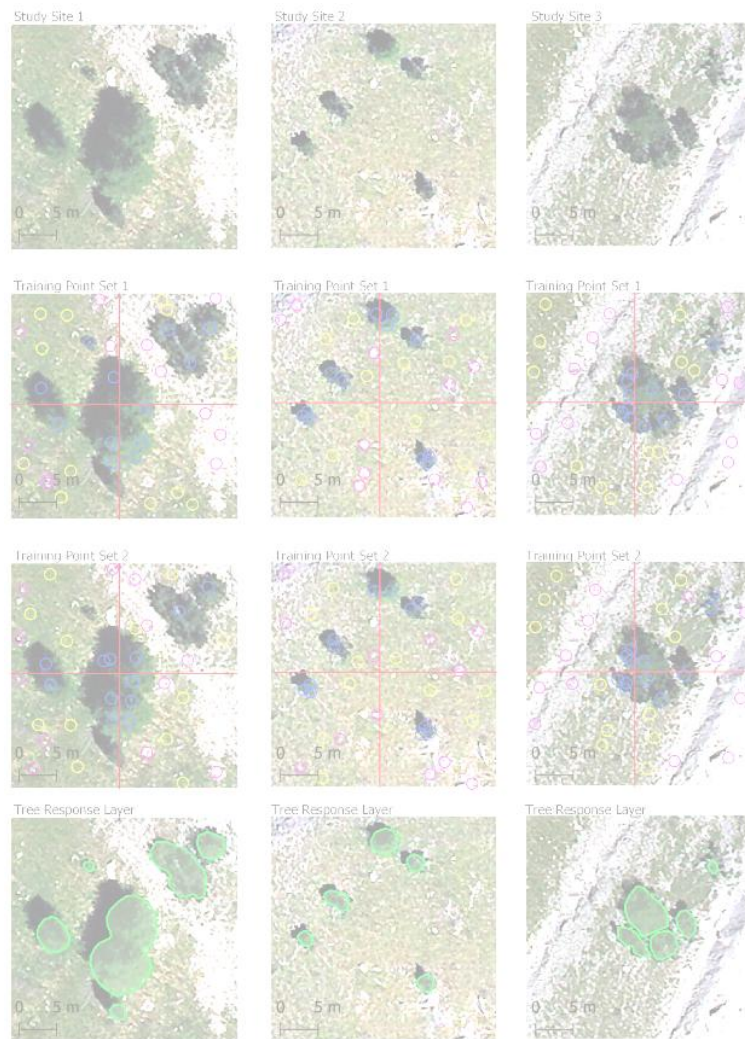 Study Site 1
Study Site 2
Study Site 3
0 5 m
0 5 m
0 5 m
Training Point Set 1
Training Point Set 1
Training Point Set 1
0 5 m
0 5 m
0 5 m
Training Point Set 2
Training Point Set 2
Training Point Set 2
0 5 m
0 5 m
0 5 m
Tree Response Layer
Tree Response Layer
Tree Response Layer
0 5 m
0 5 m
0 5 m